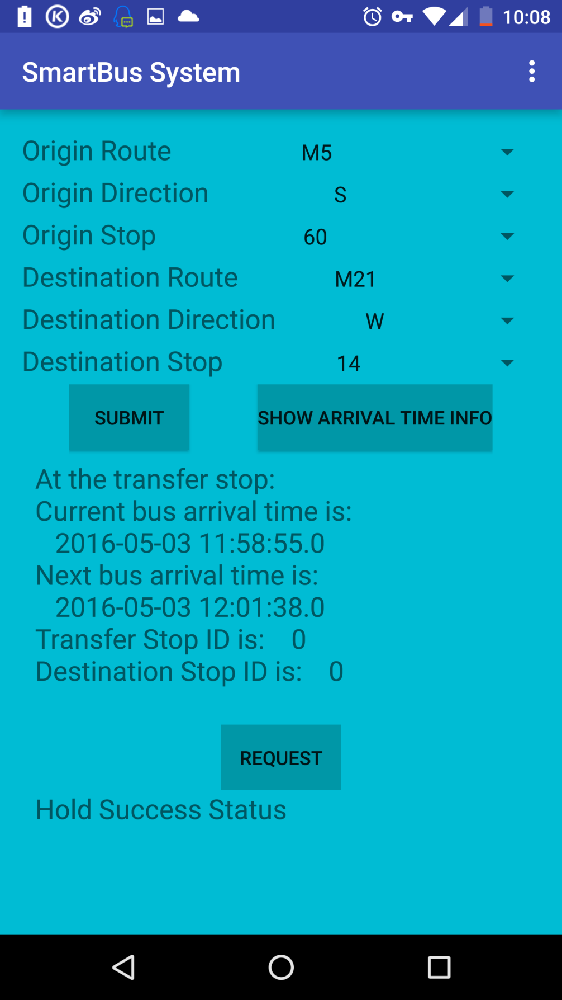 10:08
SmartBus System
Origin Route M5
Origin Direction S
Origin Stop 60
Destination Route M21
Destination Direction W
Destination Stop 14
SUBMIT SHOW ARRIVAL TIME INFO
At the transfer stop:
Current bus arrival time is:
2016-05-03 11:58:55.0
Next bus arrival time is:
2016-05-03 12:01:38.0
Transfer Stop ID is: 0
Destination Stop ID is: 0
REQUEST
Hold Success Status